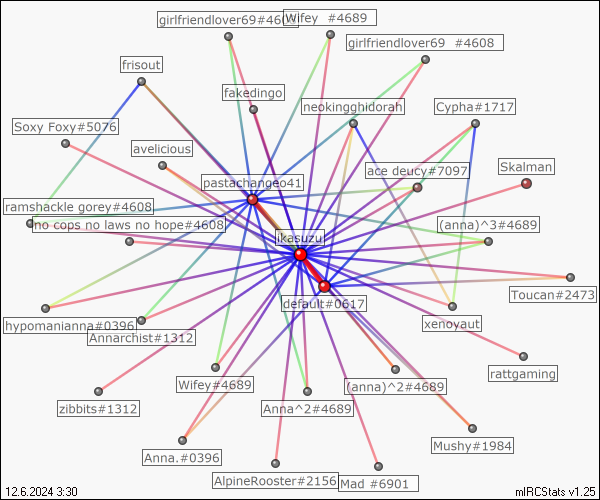 girlfriendlover69#460
Wifey #4689
girlfriendlover69 #4608
frisout
fakedingo
neokingghidorah
Cypha#1717
Soxy Foxy#5076
avelicious
ace deucy#7097
Skalman
pastachangeo41
ramshackle gorey#4608
no cops no laws no hope#4608
(anna)^3#4689
ikasuzu
Toucan#2473
default#0617
hypomanianna#0396
xenoyaut
Annarchist#1312
rattgaming
Wifey#4689
(anna)^2#4689
zibbits#1312
Anna^2#4689
Mushy#1984
Anna.#0396
AlpineRooster#2156
Mad #6901
12.6.2024 3:30
mIRCStats v1.25